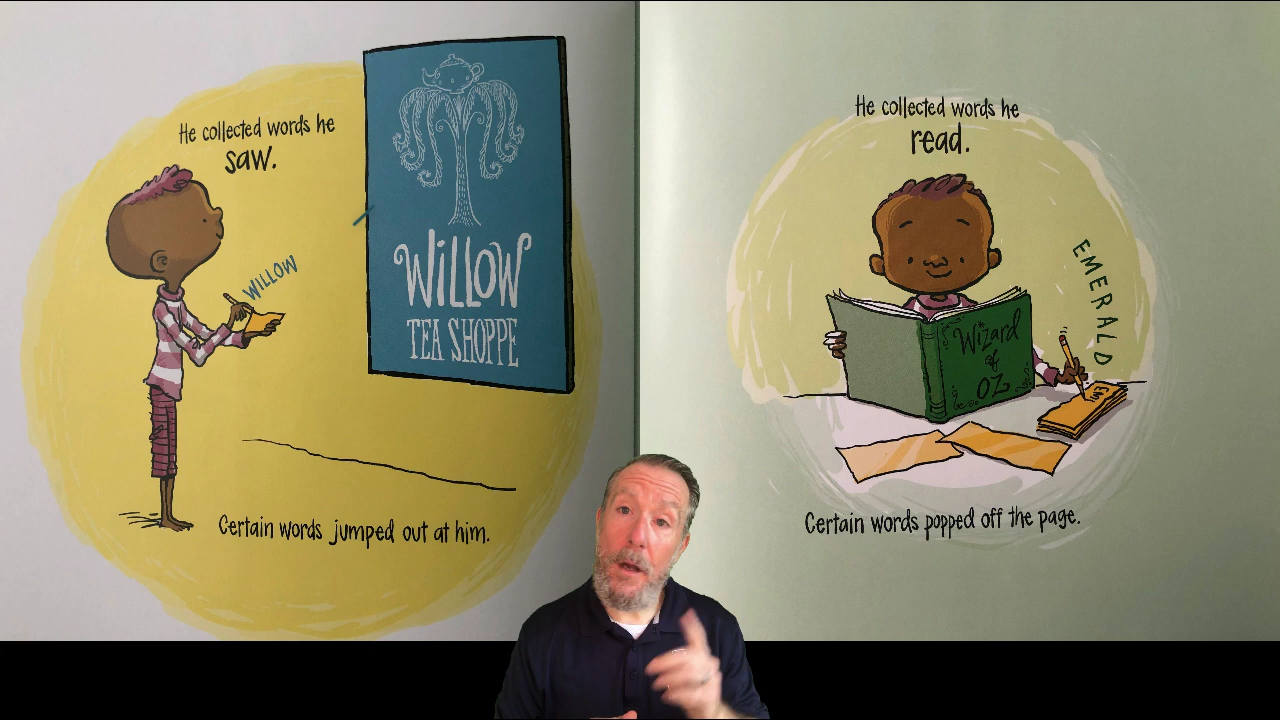 He collected words he
saw.
WILLOW
WiLLOW
TEA SHOPPE
Certain words jumped out at him.
He collected words he
read.
EMERALD
Wizard
of
OZ
EM
Certain words popped off the page.